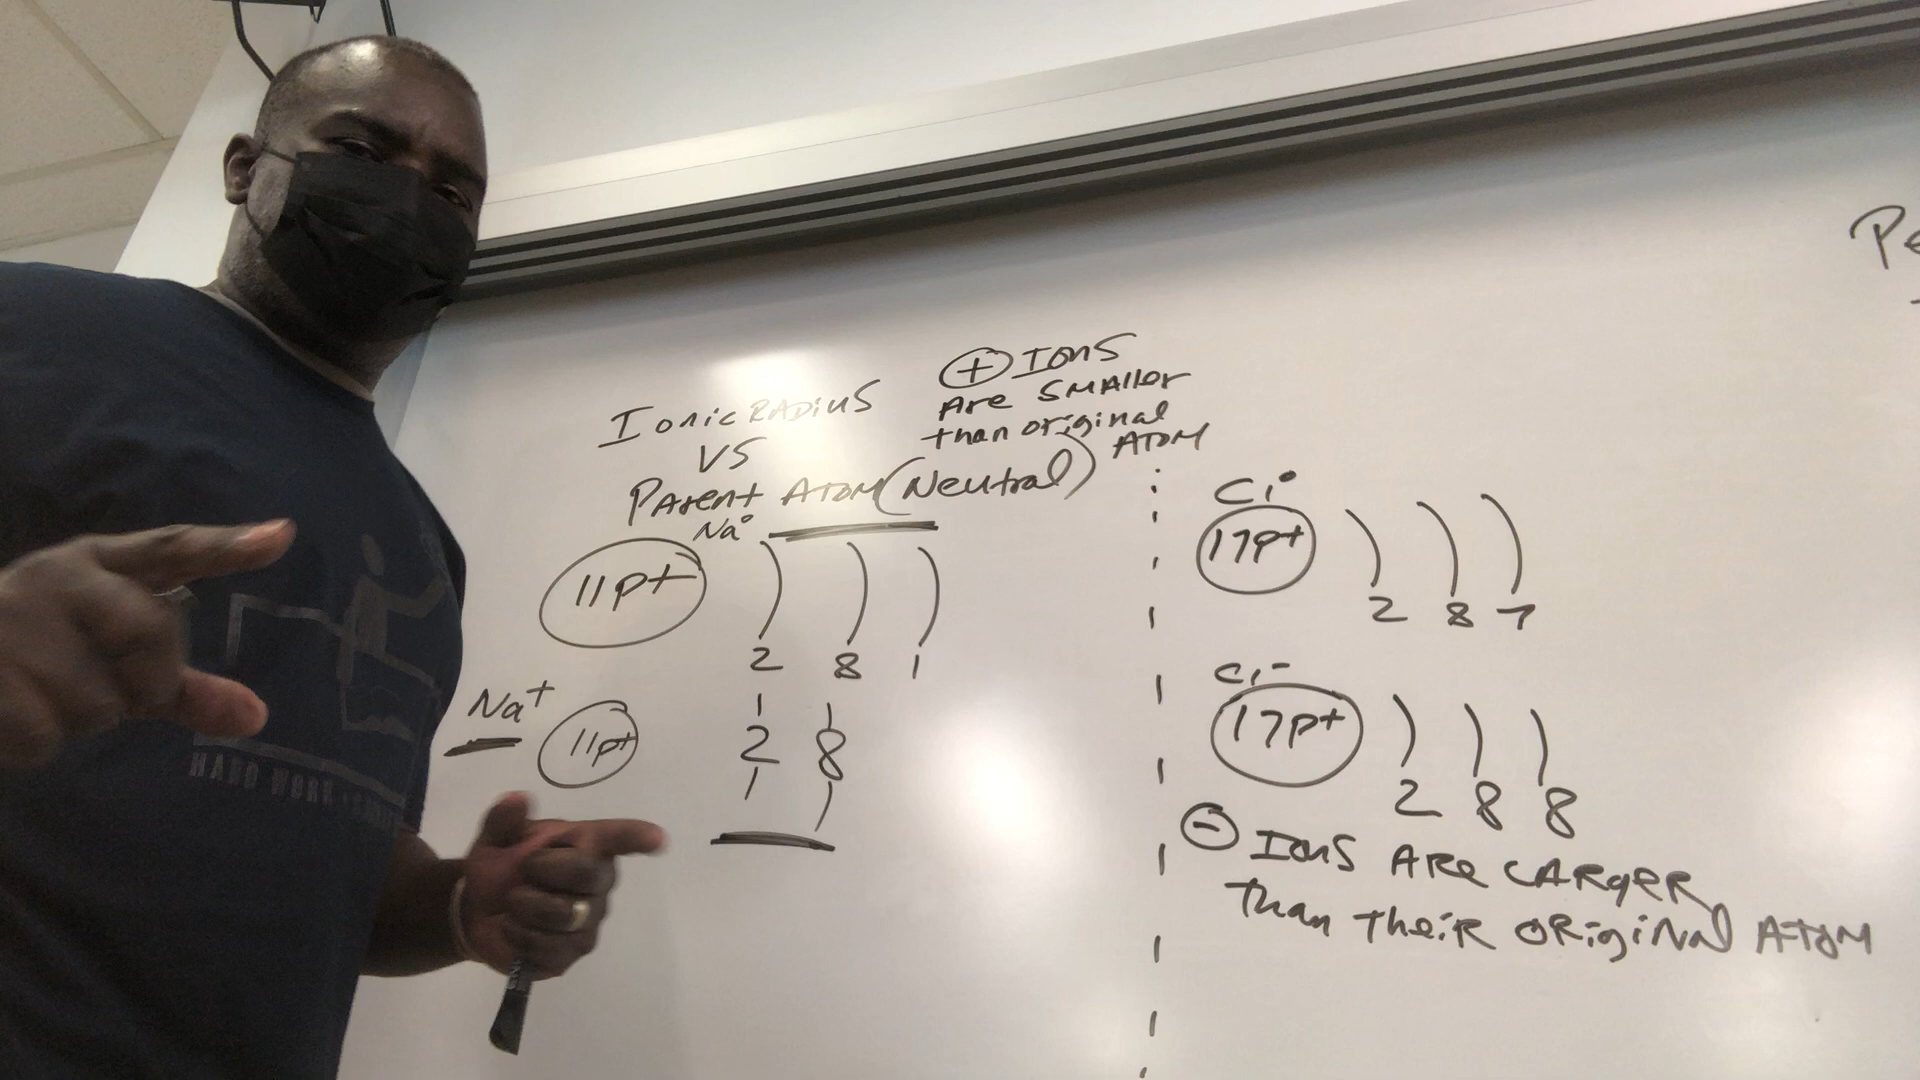 Ionic RADiUS
VS
PArent ATOM (Neutral)
⊕ IonS
Are SMAller
than original
ATOM
Na°
11p+
2 8 1
Na+
11p+
2 8
Cl°
17p+
2 8 7
Cl-
17p+
2 8 8
⊖ IonS ARe LARgeR
Than TheiR ORiginal ATOM
Pe